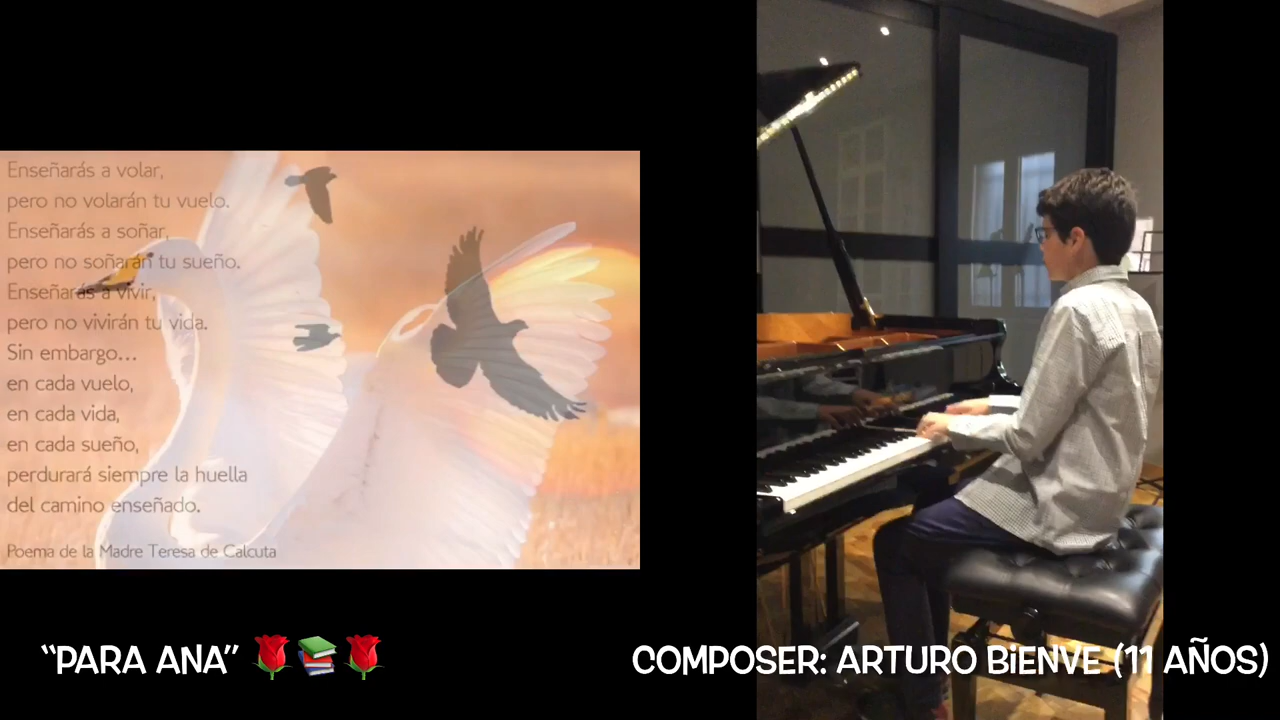 Enseñarás a volar,
pero no volarán tu vuelo.
Enseñarás a soñar,
pero no soñarán tu sueño.
Enseñarás a vivir,
pero no vivirán tu vida.
Sin embargo...
en cada vuelo,
en cada vida,
en cada sueño,
perdurará siempre la huella
del camino enseñado.
Poema de la Madre Teresa de Calcuta
“PARA ANA”
COMPOSER: ARTURO BiENVE (11 AÑOS)